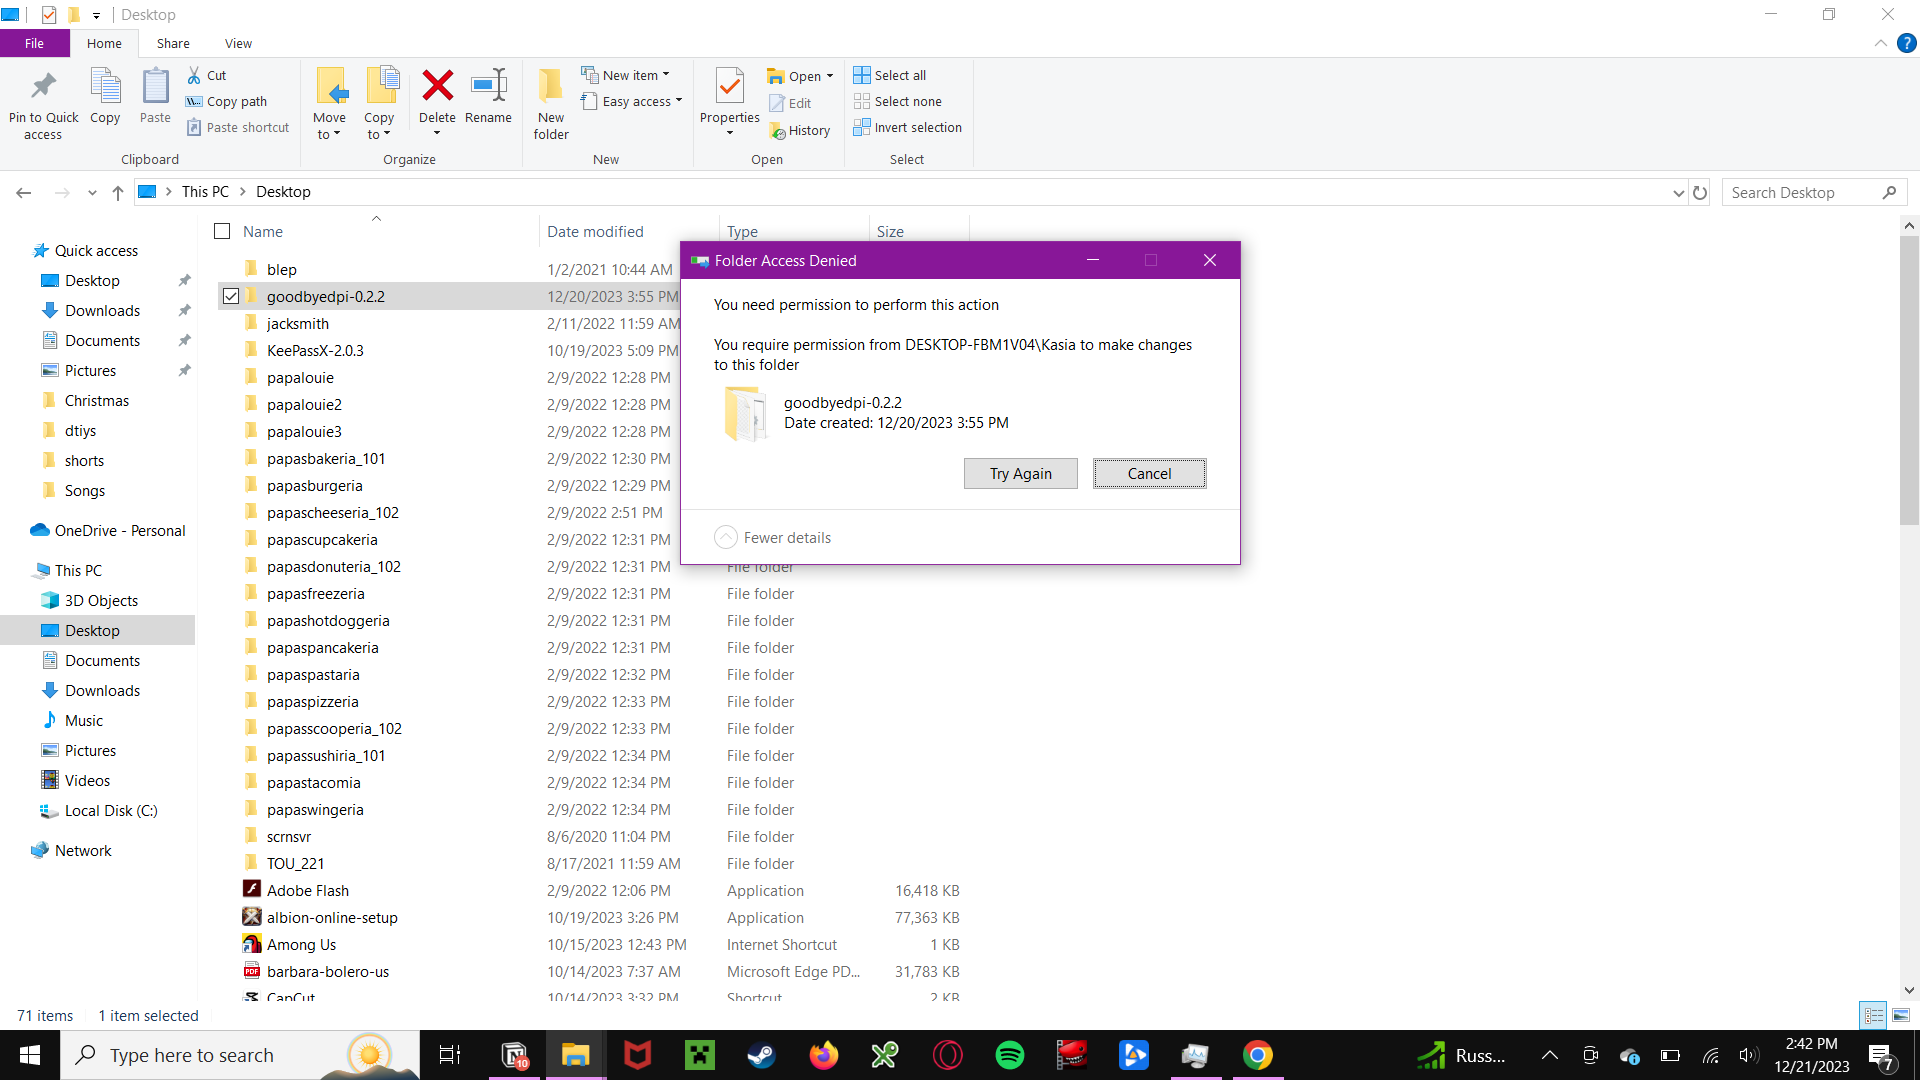 Desktop
File Home Share View
Pin to Quick access
Copy
Paste
Cut
Copy path
Paste shortcut
Clipboard
Move to
Copy to
Delete
Rename
Organize
New folder
New item
Easy access
New
Properties
Open
Edit
History
Open
Select all
Select none
Invert selection
Select
This PC > Desktop
Search Desktop
Quick access
Desktop
Downloads
Documents
Pictures
Christmas
dtiys
shorts
Songs
OneDrive - Personal
This PC
3D Objects
Desktop
Documents
Downloads
Music
Pictures
Videos
Local Disk (C:)
Network
Name Date modified Type Size
blep 1/2/2021 10:44 AM
goodbyedpi-0.2.2 12/20/2023 3:55 PM
jacksmith 2/11/2022 11:59 AM
KeePassX-2.0.3 10/19/2023 5:09 PM
papalouie 2/9/2022 12:28 PM
papalouie2 2/9/2022 12:28 PM
papalouie3 2/9/2022 12:28 PM
papasbakeria_101 2/9/2022 12:30 PM
papasburgeria 2/9/2022 12:29 PM
papascheeseria_102 2/9/2022 2:51 PM
papascupcakeria 2/9/2022 12:31 PM
papasdonuteria_102 2/9/2022 12:31 PM File folder
papasfreezeria 2/9/2022 12:31 PM File folder
papashotdoggeria 2/9/2022 12:31 PM File folder
papaspancakeria 2/9/2022 12:31 PM File folder
papaspastaria 2/9/2022 12:32 PM File folder
papaspizzeria 2/9/2022 12:33 PM File folder
papasscooperia_102 2/9/2022 12:33 PM File folder
papassushiria_101 2/9/2022 12:34 PM File folder
papastacomia 2/9/2022 12:34 PM File folder
papaswingeria 2/9/2022 12:34 PM File folder
scrnsvr 8/6/2020 11:04 PM File folder
TOU_221 8/17/2021 11:59 AM File folder
Adobe Flash 2/9/2022 12:06 PM Application 16,418 KB
albion-online-setup 10/19/2023 3:26 PM Application 77,363 KB
Among Us 10/15/2023 12:43 PM Internet Shortcut 1 KB
barbara-bolero-us 10/14/2023 7:37 AM Microsoft Edge PD... 31,783 KB
CapCut 10/14/2023 3:32 PM Shortcut 2 KB
Folder Access Denied
You need permission to perform this action
You require permission from DESKTOP-FBM1V04\Kasia to make changes
to this folder
goodbyedpi-0.2.2
Date created: 12/20/2023 3:55 PM
Try Again Cancel
Fewer details
71 items 1 item selected
Type here to search
10
PDF
Russ...
2:42 PM
12/21/2023
7